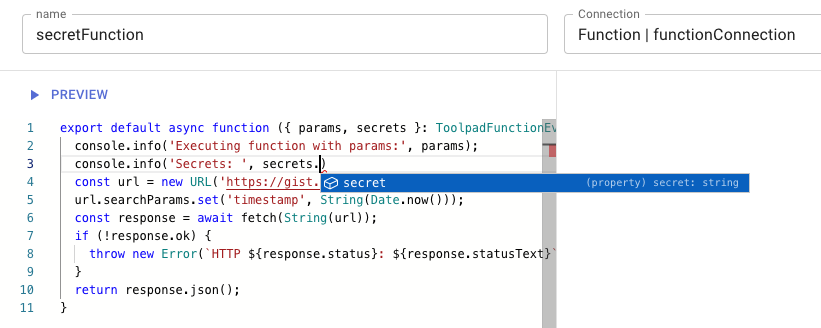 name
secretFunction
Connection
Function | functionConnection
PREVIEW
1 export default async function ({ params, secrets }: ToolpadFunctionEv
2 console.info('Executing function with params:', params);
3 console.info('Secrets: ', secrets.)
4 const url = new URL('https://gist.
secret (property) secret: string
5 url.searchParams.set('timestamp', String(Date.now()));
6 const response = await fetch(String(url));
7 if (!response.ok) {
8 throw new Error(`HTTP ${response.status}: ${response.statusText}`
9 }
10 return response.json();
11 }